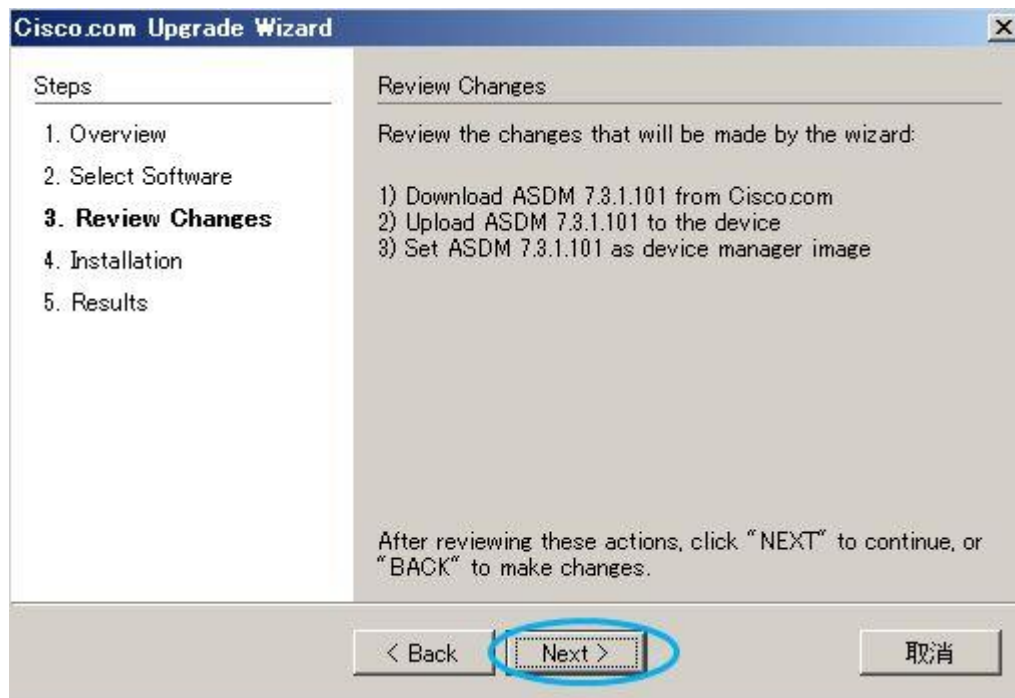 Cisco.com Upgrade Wizard
Steps
1. Overview
2. Select Software
3. Review Changes
4. Installation
5. Results
Review Changes
Review the changes that will be made by the wizard:
1) Download ASDM 7.3.1.101 from Cisco.com
2) Upload ASDM 7.3.1.101 to the device
3) Set ASDM 7.3.1.101 as device manager image
After reviewing these actions, click "NEXT" to continue, or
"BACK" to make changes.
< Back
Next >
取消